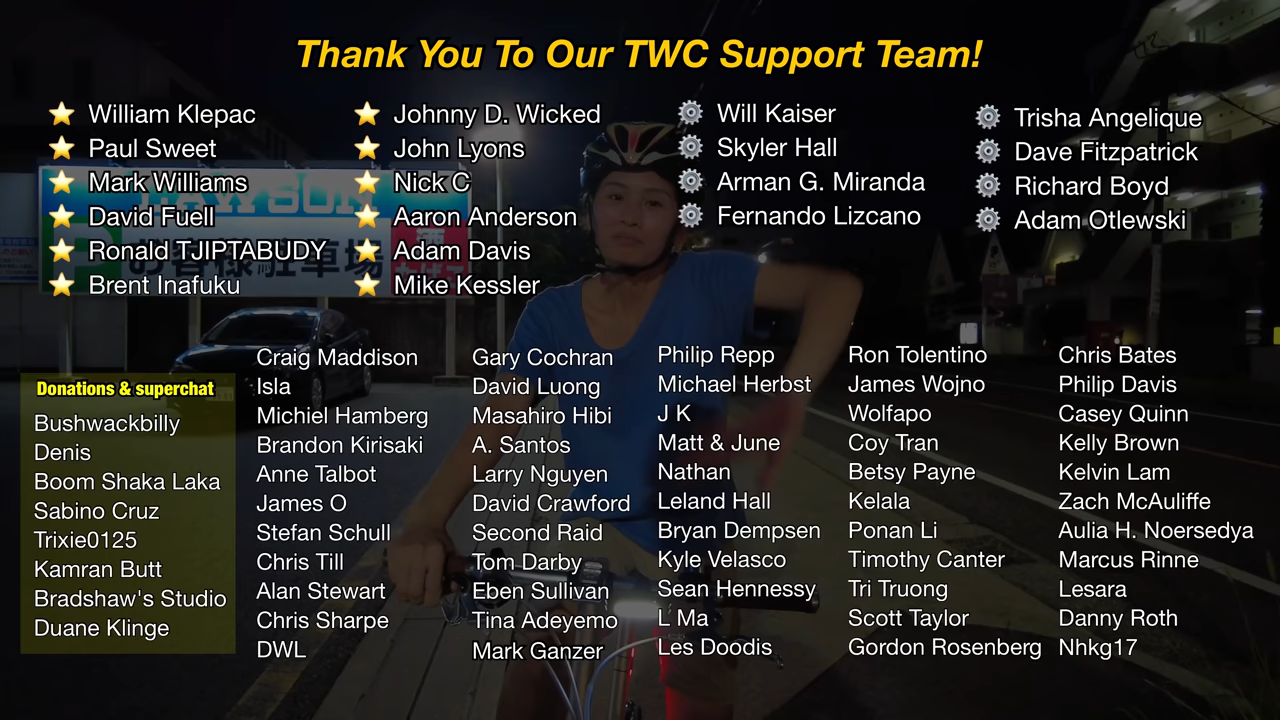 Thank You To Our TWC Support Team!
William Klepac
Paul Sweet
Mark Williams
David Fuell
Ronald TJIPTABUDY
Brent Inafuku
Johnny D. Wicked
John Lyons
Nick C
Aaron Anderson
Adam Davis
Mike Kessler
Will Kaiser
Skyler Hall
Arman G. Miranda
Fernando Lizcano
Trisha Angelique
Dave Fitzpatrick
Richard Boyd
Adam Otlewski
LAWSON
P お客様駐車場
Donations & superchat
Bushwackbilly
Denis
Boom Shaka Laka
Sabino Cruz
Trixie0125
Kamran Butt
Bradshaw's Studio
Duane Klinge
Craig Maddison
Isla
Michiel Hamberg
Brandon Kirisaki
Anne Talbot
James O
Stefan Schull
Chris Till
Alan Stewart
Chris Sharpe
DWL
Gary Cochran
David Luong
Masahiro Hibi
A. Santos
Larry Nguyen
David Crawford
Second Raid
Tom Darby
Eben Sullivan
Tina Adeyemo
Mark Ganzer
Philip Repp
Michael Herbst
J K
Matt & June
Nathan
Leland Hall
Bryan Dempsen
Kyle Velasco
Sean Hennessy
L Ma
Les Doodis
Ron Tolentino
James Wojno
Wolfapo
Coy Tran
Betsy Payne
Kelala
Ponan Li
Timothy Canter
Tri Truong
Scott Taylor
Gordon Rosenberg
Chris Bates
Philip Davis
Casey Quinn
Kelly Brown
Kelvin Lam
Zach McAuliffe
Aulia H. Noersedya
Marcus Rinne
Lesara
Danny Roth
Nhkg17